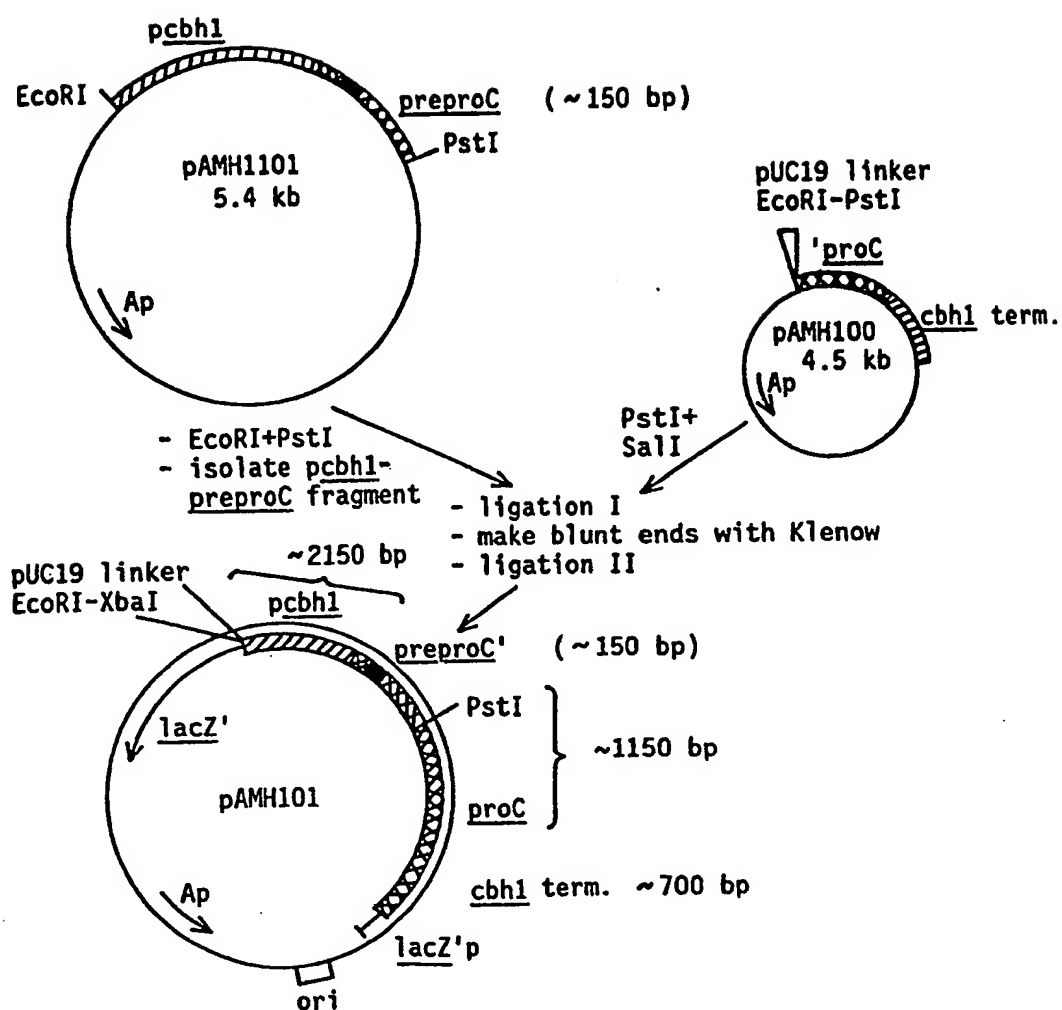 pcbh1
EcoRI
preproC (~150 bp)
PstI
pAMH1101
5.4 kb
Ap
pUC19 linker
EcoRI-PstI
'proC
cbh1 term.
pAMH100
4.5 kb
Ap
PstI+
SalI
- EcoRI+PstI
- isolate pcbh1-
preproC fragment
- ligation I
- make blunt ends with Klenow
- ligation II
~2150 bp
pUC19 linker
EcoRI-XbaI
pcbh1
preproC' (~150 bp)
PstI
~1150 bp
lacZ'
pAMH101
proC
Ap
cbh1 term. ~700 bp
lacZ'p
ori